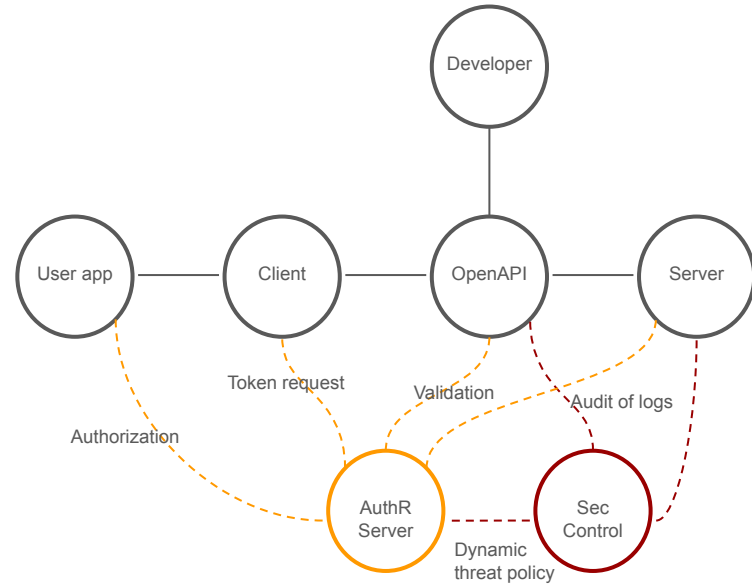 Developer
User app
Client
OpenAPI
Server
Token request
Validation
Audit of logs
Authorization
AuthR
Server
Sec
Control
Dynamic
threat policy